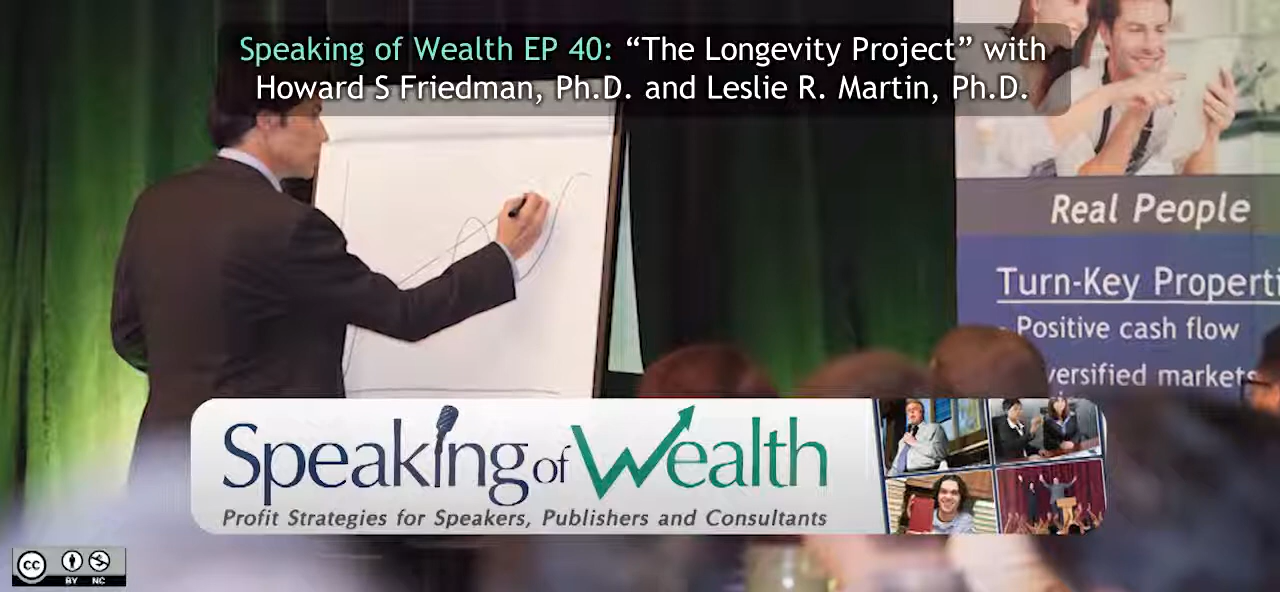 Speaking of Wealth EP 40: “The Longevity Project” with
Howard S Friedman, Ph.D. and Leslie R. Martin, Ph.D.
Real People
Turn-Key Properti
- Positive cash flow
versified markets
Speaking of Wealth
Profit Strategies for Speakers, Publishers and Consultants
cc
BY NC